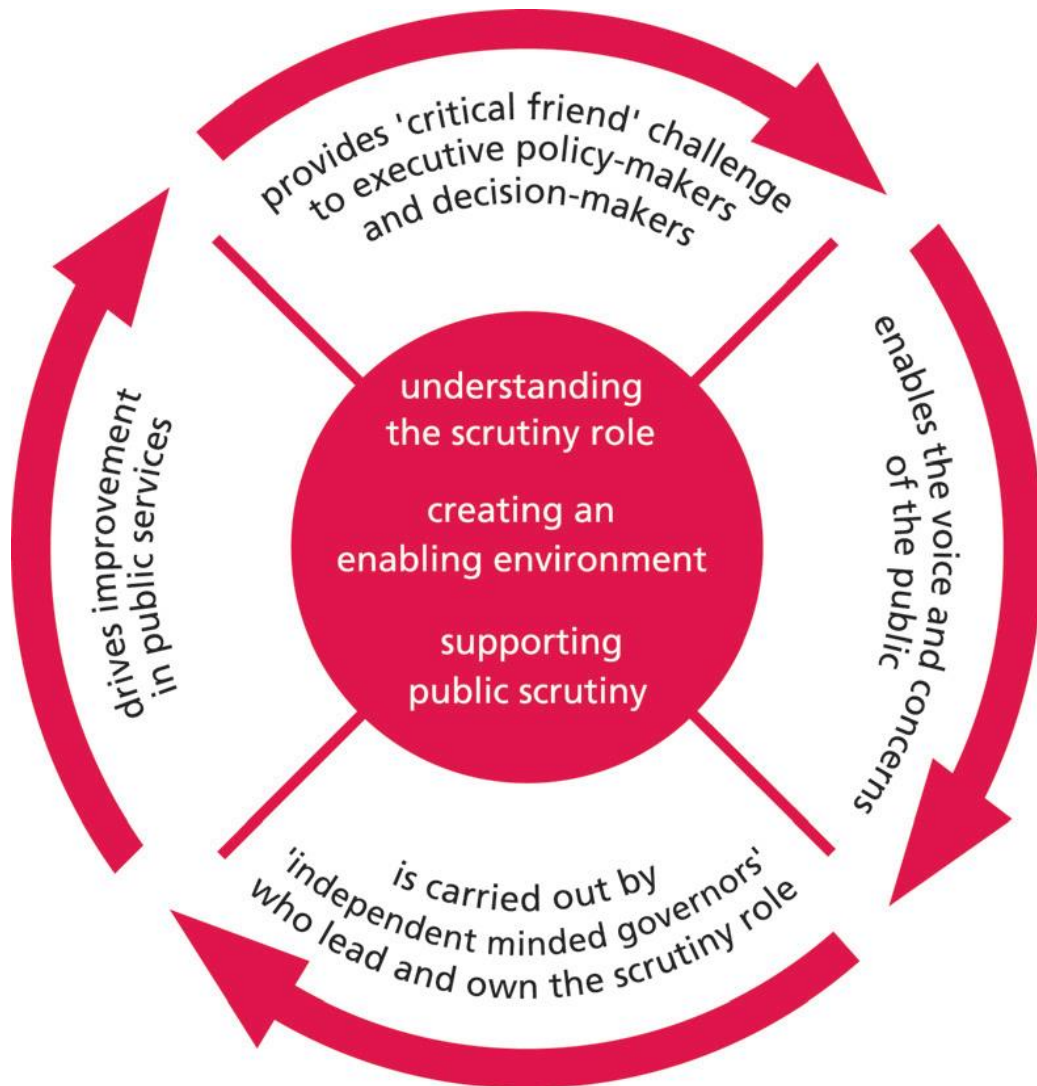 provides 'critical friend' challenge
to executive policy-makers
and decision-makers
enables the voice and concerns
of the public
is carried out by
'independent minded governors'
who lead and own the scrutiny role
drives improvement
in public services
understanding
the scrutiny role
creating an
enabling environment
supporting
public scrutiny